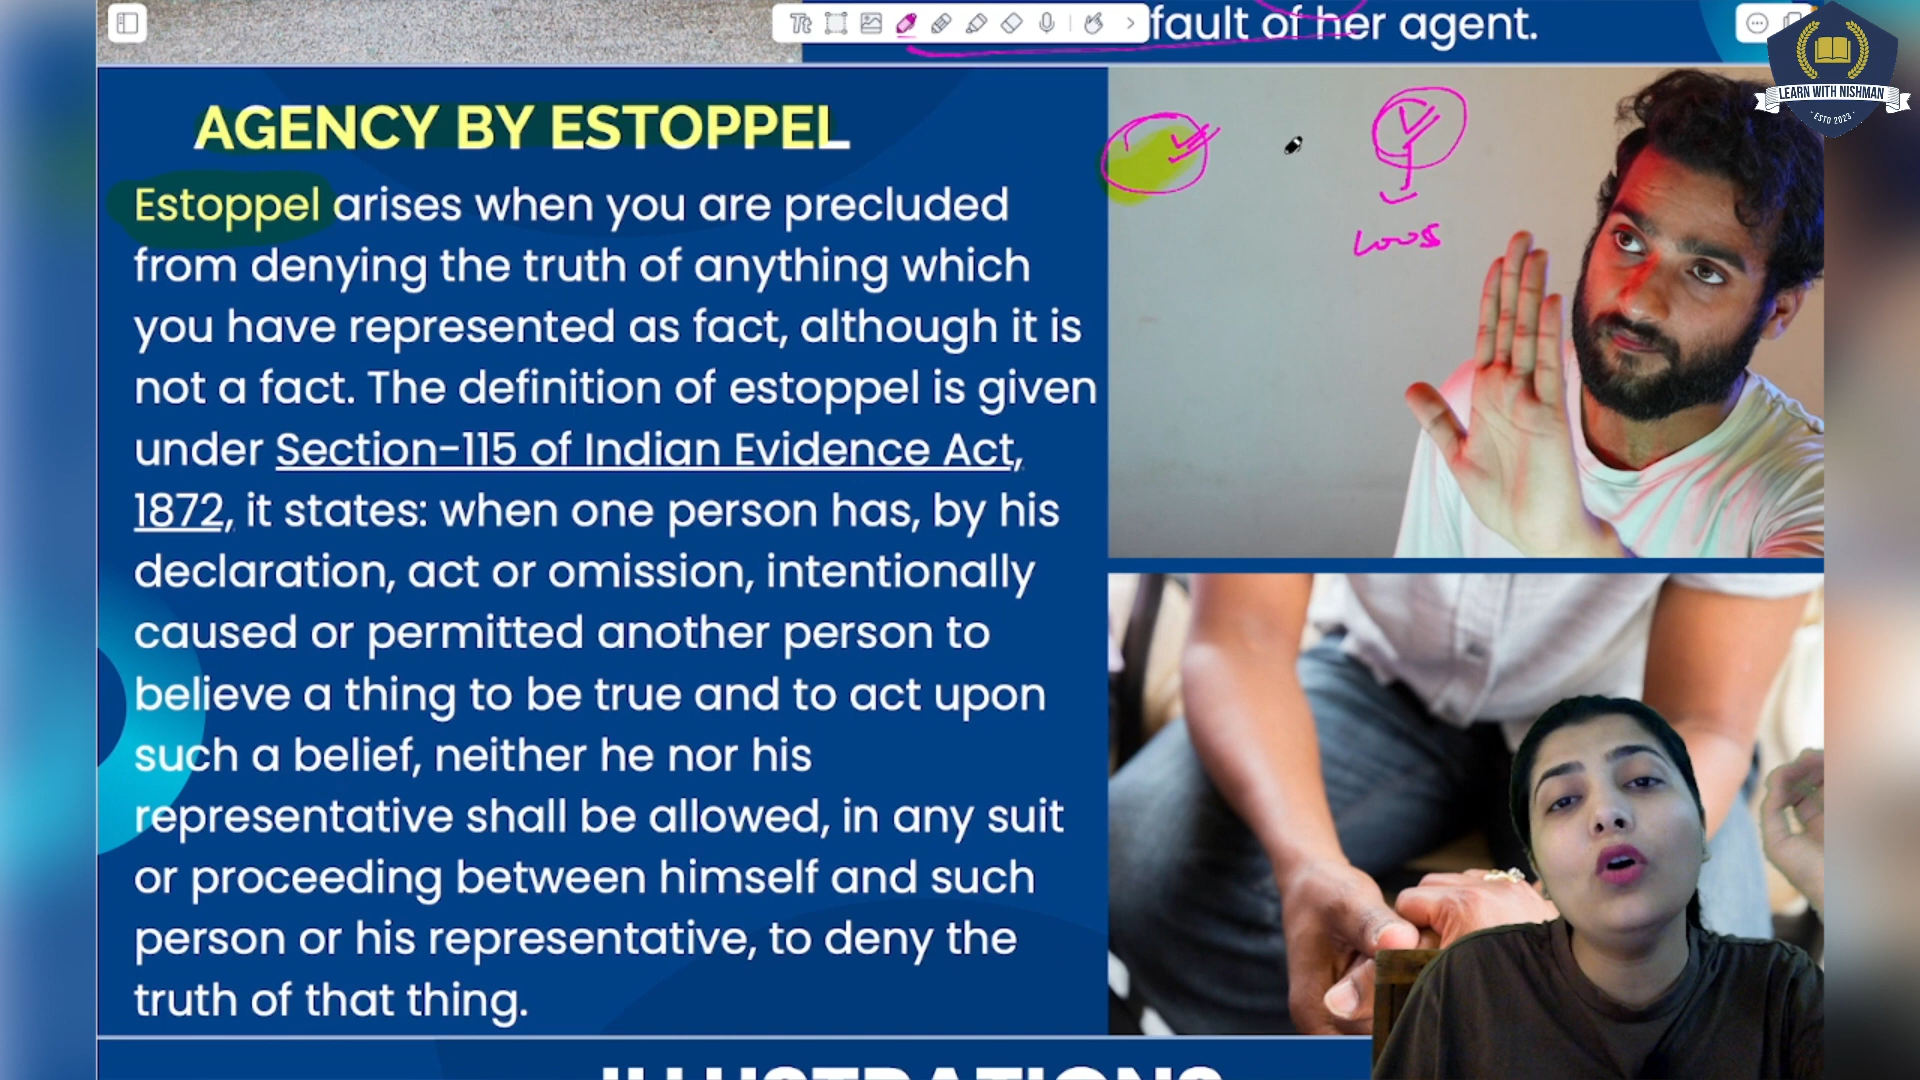 fault of her agent.
LEARN WITH NISHMAN
ESTD 2023
AGENCY BY ESTOPPEL
Estoppel arises when you are precluded
from denying the truth of anything which
you have represented as fact, although it is
not a fact. The definition of estoppel is given
under Section-115 of Indian Evidence Act,
1872, it states: when one person has, by his
declaration, act or omission, intentionally
caused or permitted another person to
believe a thing to be true and to act upon
such a belief, neither he nor his
representative shall be allowed, in any suit
or proceeding between himself and such
person or his representative, to deny the
truth of that thing.
Tt
ILLUSTRATIONS